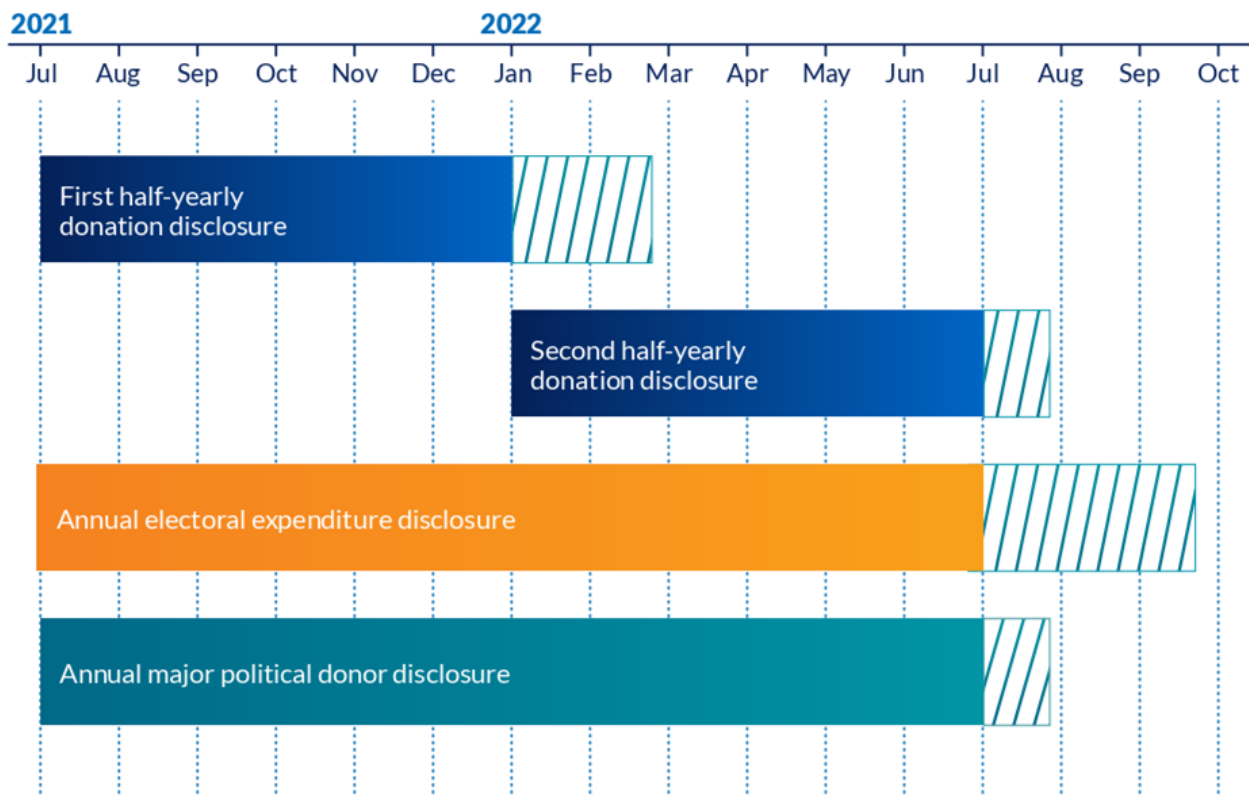 2021 2022
Jul Aug Sep Oct Nov Dec Jan Feb Mar Apr May Jun Jul Aug Sep Oct
First half-yearly
donation disclosure
Second half-yearly
donation disclosure
Annual electoral expenditure disclosure
Annual major political donor disclosure